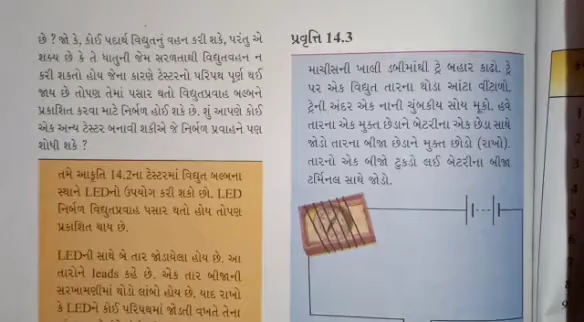 છે ? જો કે, કોઈ પદાર્થ વિદ્યુતનું વહન કરી શકે, પરંતુ એ
શક્ય છે કે તે ધાતુની જેમ સરળતાથી વિદ્યુતવહન ન
કરી શકતો હોય જેના કારણે ટેસ્ટરનો પરિપથ પૂર્ણ થઈ
જાય છે તોપણ તેમાં પસાર થતો વિદ્યુતપ્રવાહ બલ્બને
પ્રકાશિત કરવા માટે નિર્બળ હોઈ શકે છે. શું આપણે કોઈ
એક અન્ય ટેસ્ટર બનાવી શકીએ જે નિર્બળ પ્રવાહને પણ
શોધી શકે ?
તમે આકૃતિ 14.2ના ટેસ્ટરમાં વિદ્યુત બલ્બના
સ્થાને LEDનો ઉપયોગ કરી શકો છો. LED
નિર્બળ વિદ્યુતપ્રવાહ પસાર થતો હોય તોપણ
પ્રકાશિત થાય છે.
LEDની સાથે બે તાર જોડાયેલા હોય છે. આ
તારોને leads કહે છે. એક તાર બીજાની
સરખામણીમાં થોડો લાંબો હોય છે. યાદ રાખો
કે LEDને કોઈ પરિપથમાં જોડતી વખતે તેના
પ્રવૃત્તિ 14.3
માચીસની ખાલી ડબીમાંથી ટ્રે બહાર કાઢો. ટ્રે
પર એક વિદ્યુત તારના થોડા આંટા વીંટાળો.
ટ્રેની અંદર એક નાની ચુંબકીય સોય મૂકો. હવે
તારના એક મુક્ત છેડાને બેટરીના એક છેડા સાથે
જોડો તારના બીજા છેડાને મુક્ત છોડો (રાખો).
તારનો એક બીજો ટુકડો લઈ બેટરીના બીજા
ટર્મિનલ સાથે જોડો.